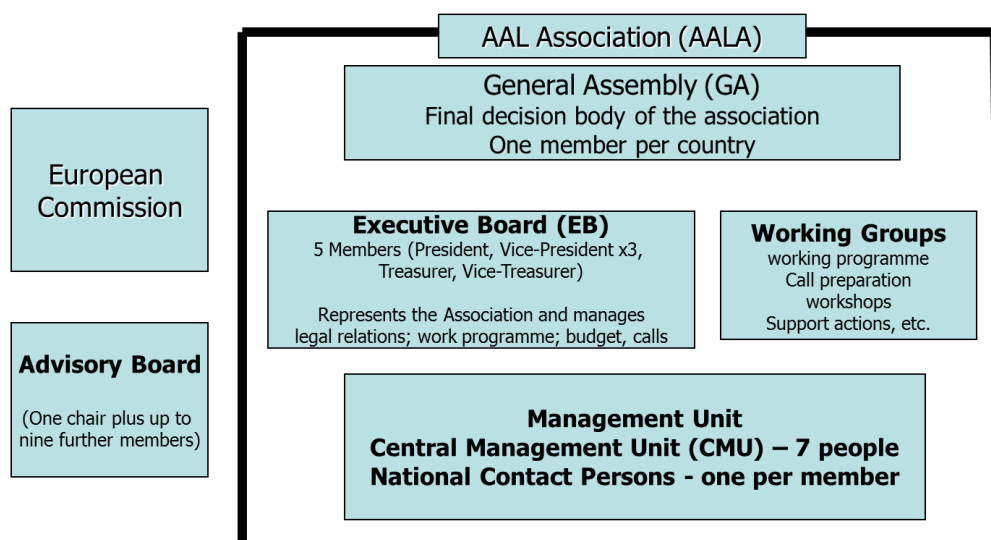 AAL Association (AALA)
General Assembly (GA)
Final decision body of the association
One member per country
European
Commission
Executive Board (EB)
5 Members (President, Vice-President x3,
Treasurer, Vice-Treasurer)
Represents the Association and manages
legal relations; work programme; budget, calls
Working Groups
working programme
Call preparation
workshops
Support actions, etc.
Advisory Board
(One chair plus up to
nine further members)
Management Unit
Central Management Unit (CMU) – 7 people
National Contact Persons - one per member